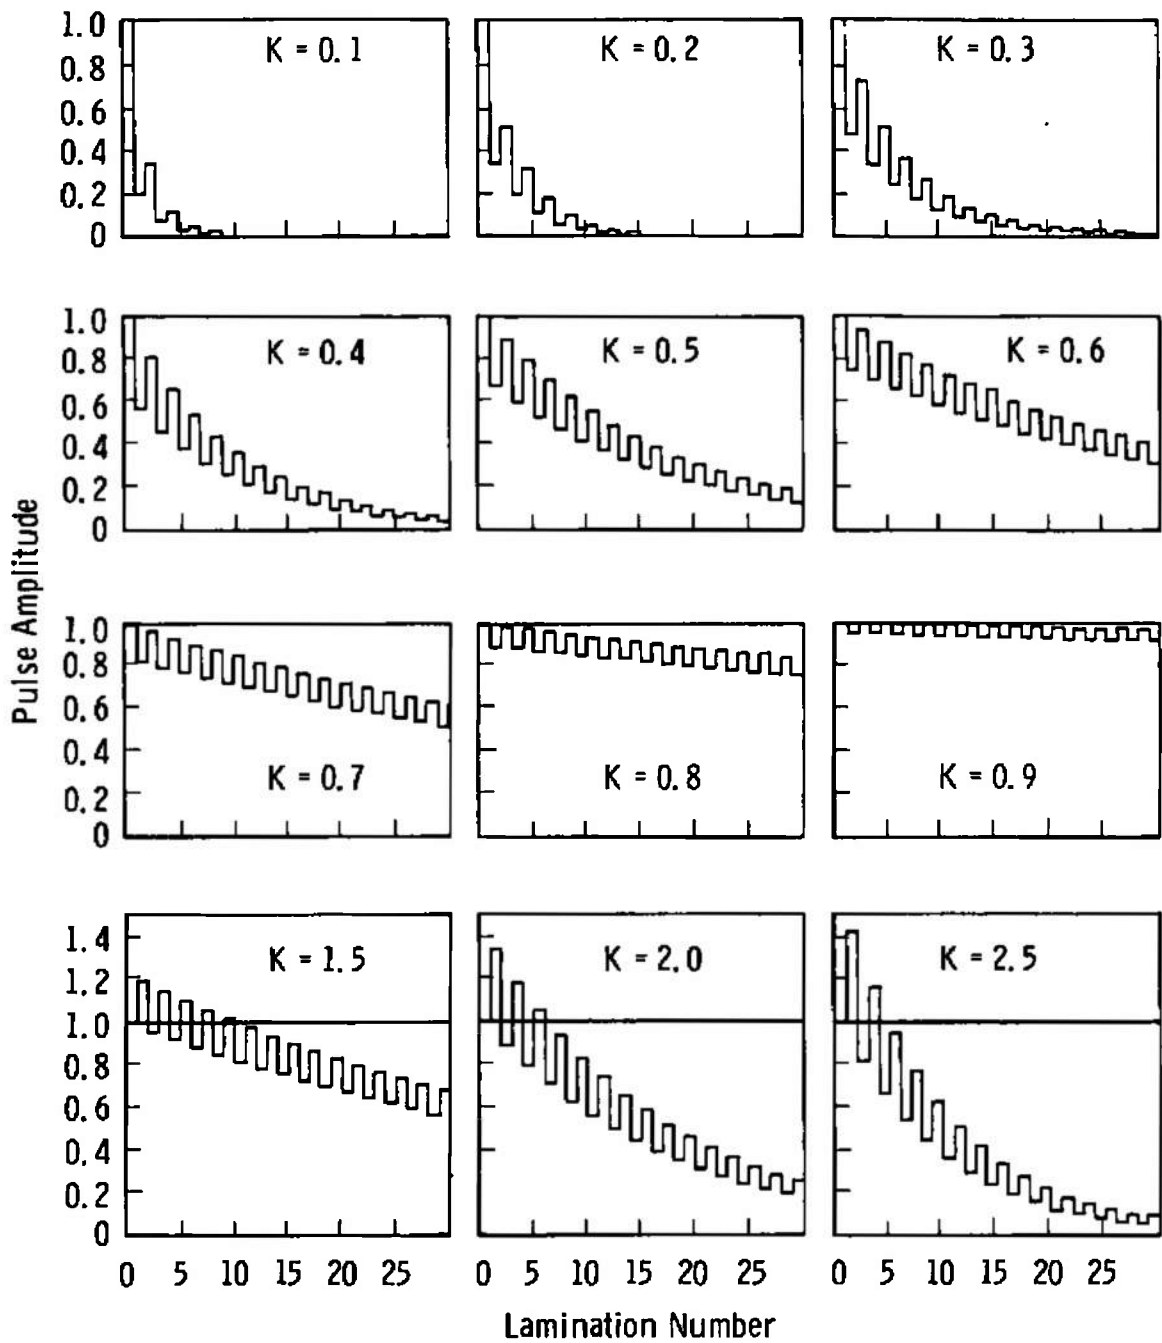 1.0
0.8
0.6
0.4
0.2
0
K = 0.1
K = 0.2
K = 0.3
1.0
0.8
0.6
0.4
0.2
0
K = 0.4
K = 0.5
K = 0.6
Pulse Amplitude
1.0
0.8
0.6
0.4
0.2
0
K = 0.7
K = 0.8
K = 0.9
1.4
1.2
1.0
0.8
0.6
0.4
0.2
0
K = 1.5
K = 2.0
K = 2.5
0 5 10 15 20 25
0 5 10 15 20 25
0 5 10 15 20 25
Lamination Number